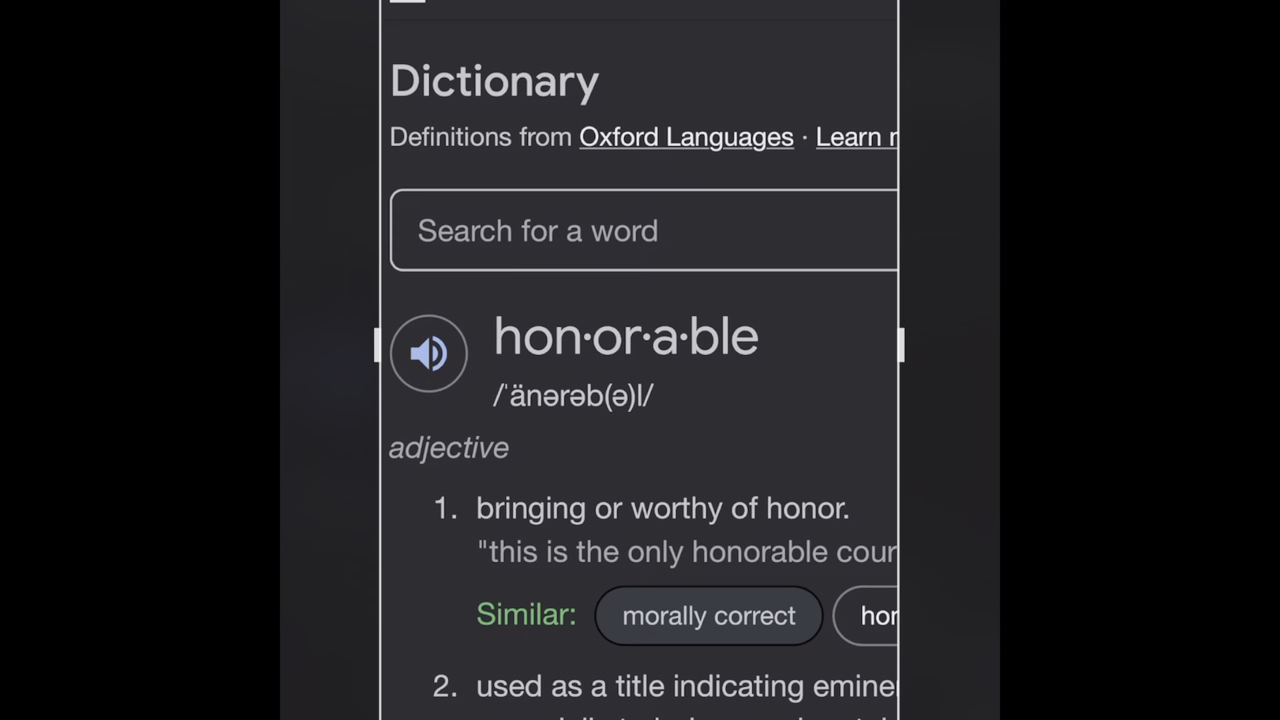 Dictionary
Definitions from Oxford Languages · Learn
Search for a word
hon·or·a·ble
/ˈänərəb(ə)l/
adjective
1. bringing or worthy of honor.
"this is the only honorable
Similar: morally correct
2. used as a title indicating